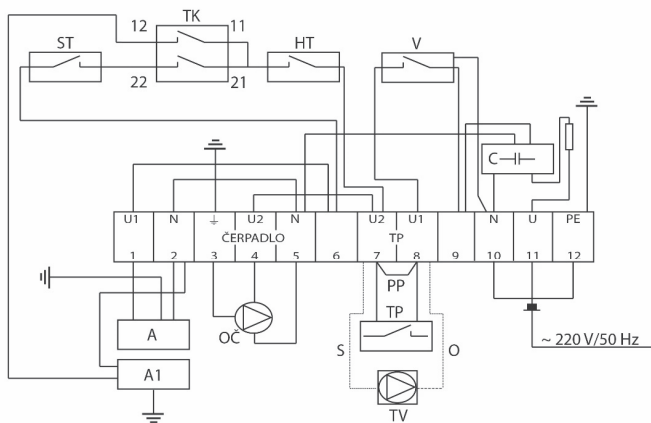 12 TK 11
ST HT V
22 21
C
U1 N ⏚ U2 N U2 U1 N U PE
ČERPADLO TP
1 2 3 4 5 6 7 8 9 10 11 12
PP
A OČ TP
S O
~ 220 V/50 Hz
A1
TV